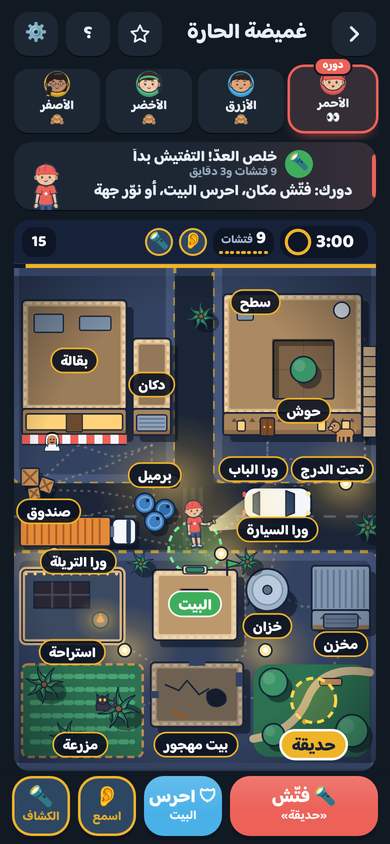 غميضة الحارة
؟
دوره
الأحمر
الأزرق
الأخضر
الأصفر
خلص العدّ! التفتيش بدأ
9 فتشات و3 دقايق
دورك: فتّش مكان، احرس البيت، أو نوّر جهة
3:00
9 فتشات
15
سطح
بقالة
دكان
حوش
تحت الدرج
ورا الباب
برميل
صندوق
ورا السيارة
ورا التريلة
البيت
خزان
مخزن
استراحة
مزرعة
بيت مهجور
حديقة
فتّش
«حديقة»
احرس
البيت
اسمع
الكشاف